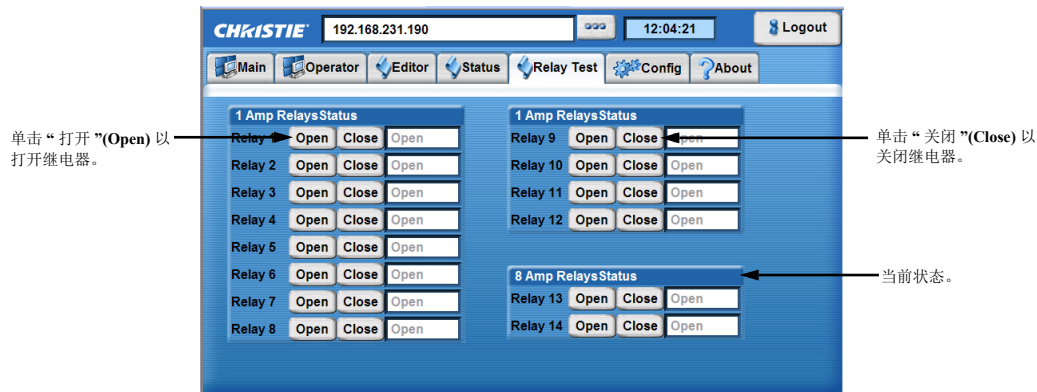 CHRISTIE 192.168.231.190 12:04:21 Logout
Main Operator Editor Status Relay Test Config About
1 Amp RelaysStatus
Relay 1 Open Close Open
Relay 2 Open Close Open
Relay 3 Open Close Open
Relay 4 Open Close Open
Relay 5 Open Close Open
Relay 6 Open Close Open
Relay 7 Open Close Open
Relay 8 Open Close Open
1 Amp RelaysStatus
Relay 9 Open Close Open
Relay 10 Open Close Open
Relay 11 Open Close Open
Relay 12 Open Close Open
8 Amp RelaysStatus
Relay 13 Open Close Open
Relay 14 Open Close Open
单击 “ 打开 ”(Open) 以
打开继电器。
单击 “ 关闭 ”(Close) 以
关闭继电器。
当前状态。